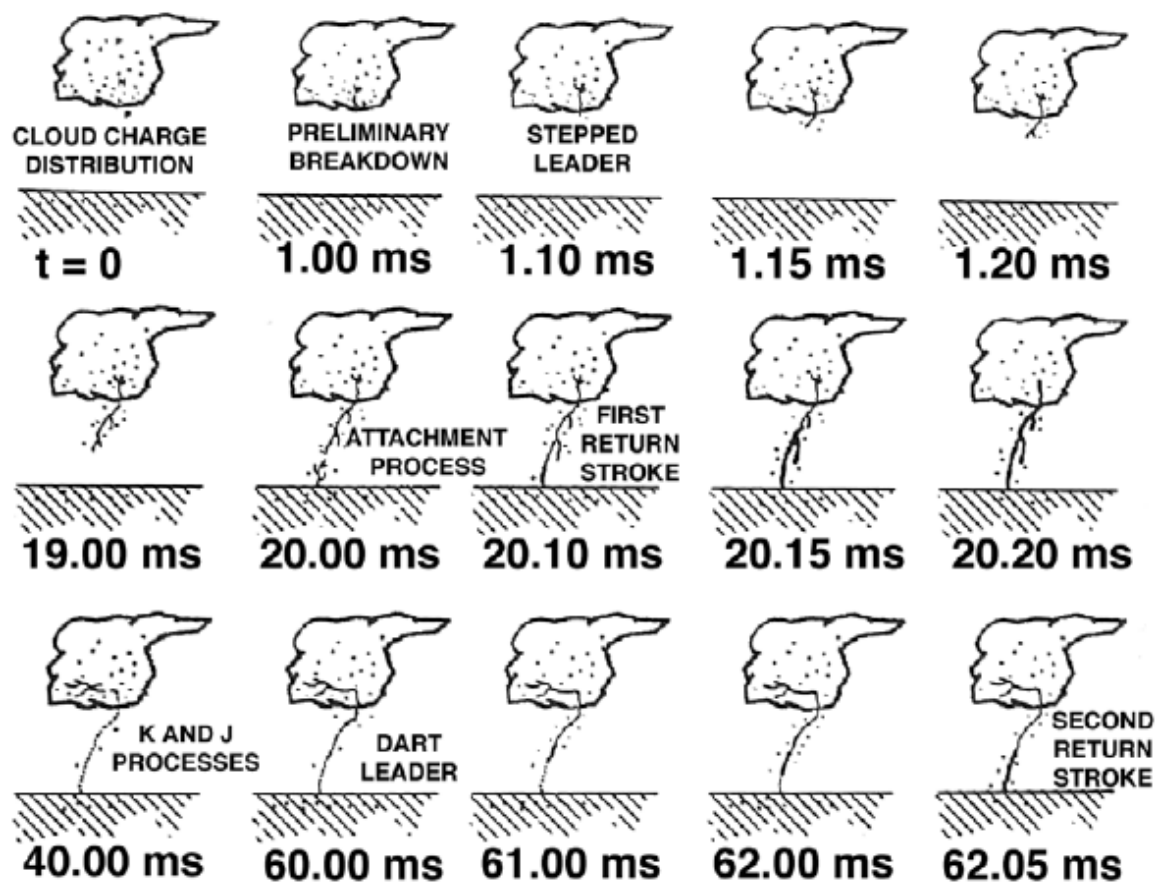 CLOUD CHARGE
DISTRIBUTION
t = 0
PRELIMINARY
BREAKDOWN
1.00 ms
STEPPED
LEADER
1.10 ms
1.15 ms
1.20 ms
19.00 ms
ATTACHMENT
PROCESS
20.00 ms
FIRST
RETURN
STROKE
20.10 ms
20.15 ms
20.20 ms
K AND J
PROCESSES
40.00 ms
DART
LEADER
60.00 ms
61.00 ms
62.00 ms
SECOND
RETURN
STROKE
62.05 ms